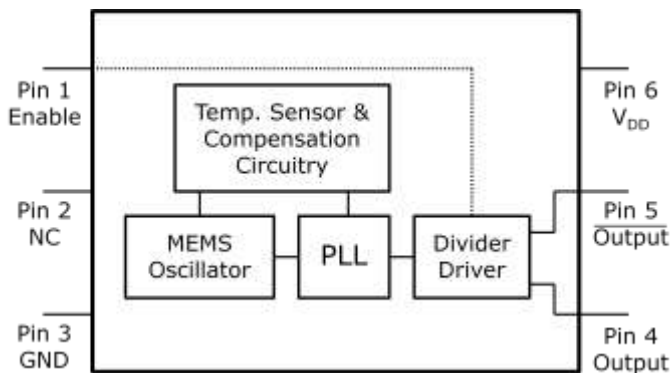 Pin 1
Enable
Pin 2
NC
Pin 3
GND
Temp. Sensor &
Compensation
Circuitry
MEMS
Oscillator
PLL
Divider
Driver
Pin 6
V_DD
Pin 5
Output
Pin 4
Output